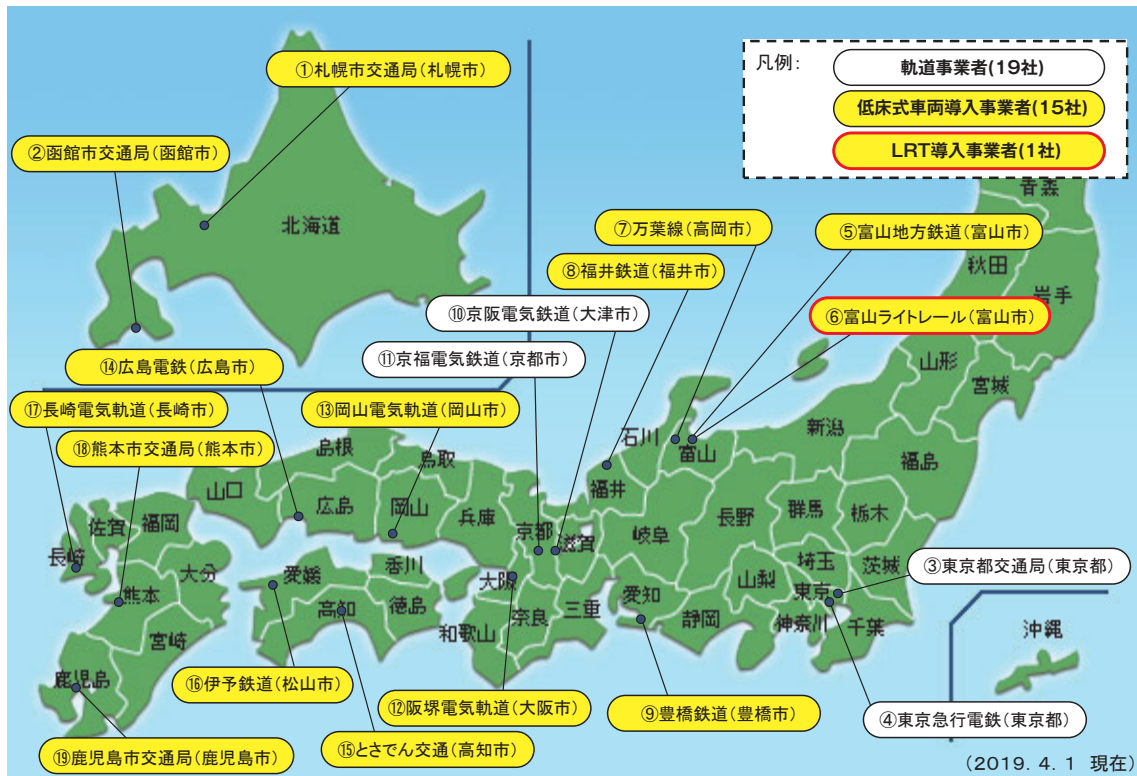 ①札幌市交通局(札幌市)
②函館市交通局(函館市)
北海道
凡例:
軌道事業者(19社)
低床式車両導入事業者(15社)
LRT導入事業者(1社)
青森
⑦万葉線(高岡市)
⑤富山地方鉄道(富山市)
⑧福井鉄道(福井市)
秋田
岩手
⑩京阪電気鉄道(大津市)
⑥富山ライトレール(富山市)
⑪京福電気鉄道(京都市)
⑭広島電鉄(広島市)
山形
宮城
⑰長崎電気軌道(長崎市)
⑬岡山電気軌道(岡山市)
新潟
石川
富山
⑱熊本市交通局(熊本市)
島根
鳥取
福島
山口
広島
岡山
兵庫
福井
長野
群馬
栃木
佐賀
福岡
京都
滋賀
岐阜
長崎
大分
愛媛
香川
埼玉
茨城
③東京都交通局(東京都)
熊本
大阪
山梨
東京
高知
徳島
奈良
三重
愛知
静岡
神奈川
千葉
宮崎
和歌山
沖縄
鹿児島
⑯伊予鉄道(松山市)
⑫阪堺電気軌道(大阪市)
⑨豊橋鉄道(豊橋市)
④東京急行電鉄(東京都)
⑲鹿児島市交通局(鹿児島市)
⑮とさでん交通(高知市)
(2019. 4. 1 現在)